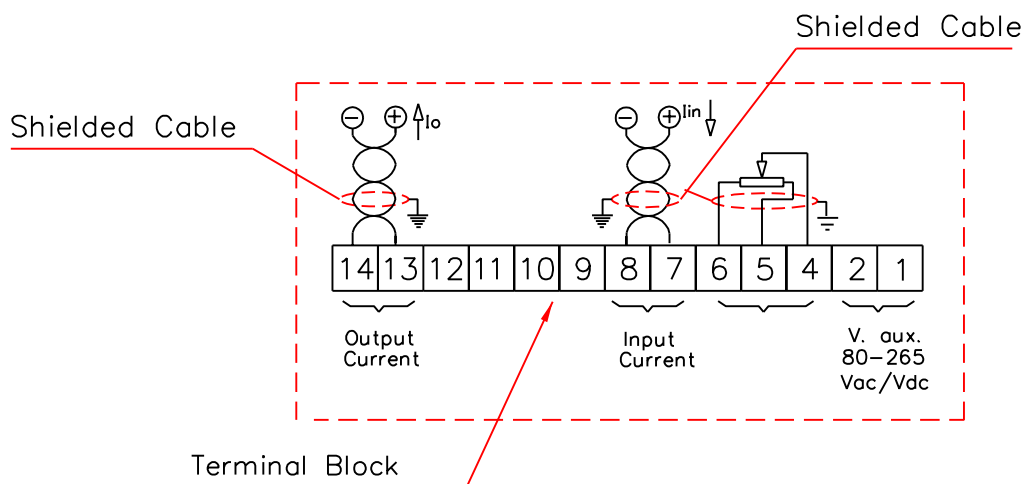 Shielded Cable
Shielded Cable
− + Io
− + Iin
14 13 12 11 10 9 8 7 6 5 4 2 1
Output
Current
Input
Current
V. aux.
80−265
Vac/Vdc
Terminal Block